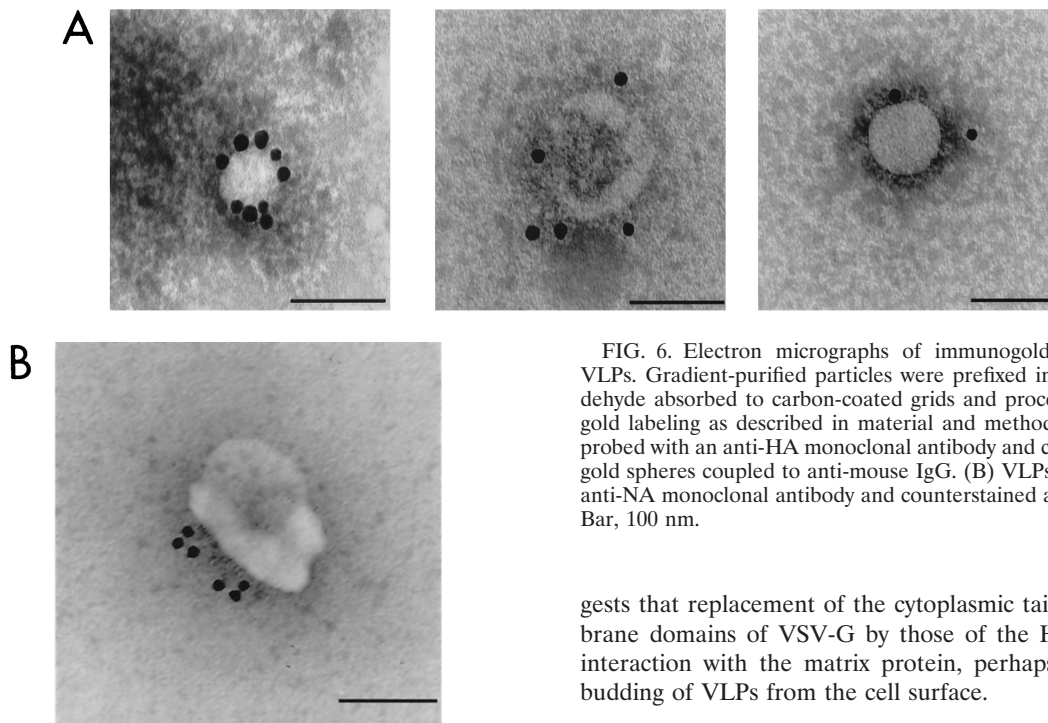 A
B
FIG. 6. Electron micrographs of immunogold
VLPs. Gradient-purified particles were prefixed in
dehyde absorbed to carbon-coated grids and proce
gold labeling as described in material and method
probed with an anti-HA monoclonal antibody and c
gold spheres coupled to anti-mouse IgG. (B) VLPs
anti-NA monoclonal antibody and counterstained a
Bar, 100 nm.
gests that replacement of the cytoplasmic tai
brane domains of VSV-G by those of the H
interaction with the matrix protein, perhaps
budding of VLPs from the cell surface.